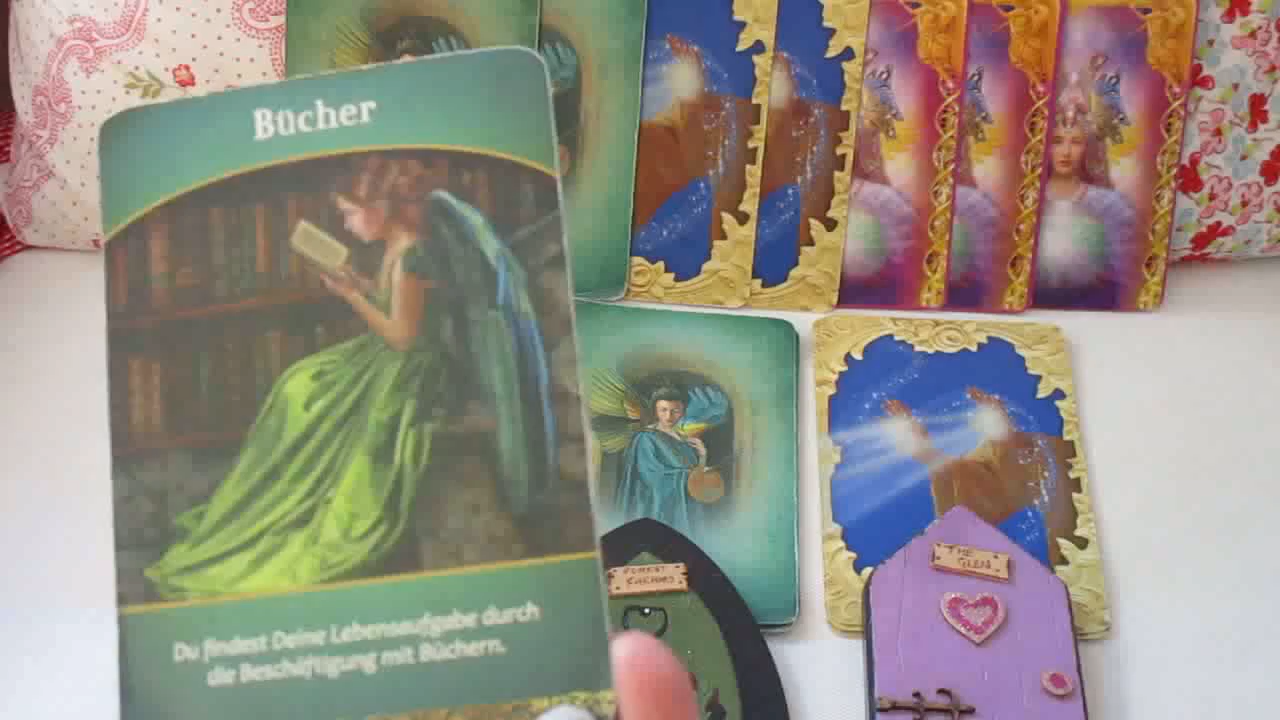 Bücher
Du findest Deine Lebensaufgabe durch
die Beschäftigung mit Büchern.
FOREST
THE
GLEN